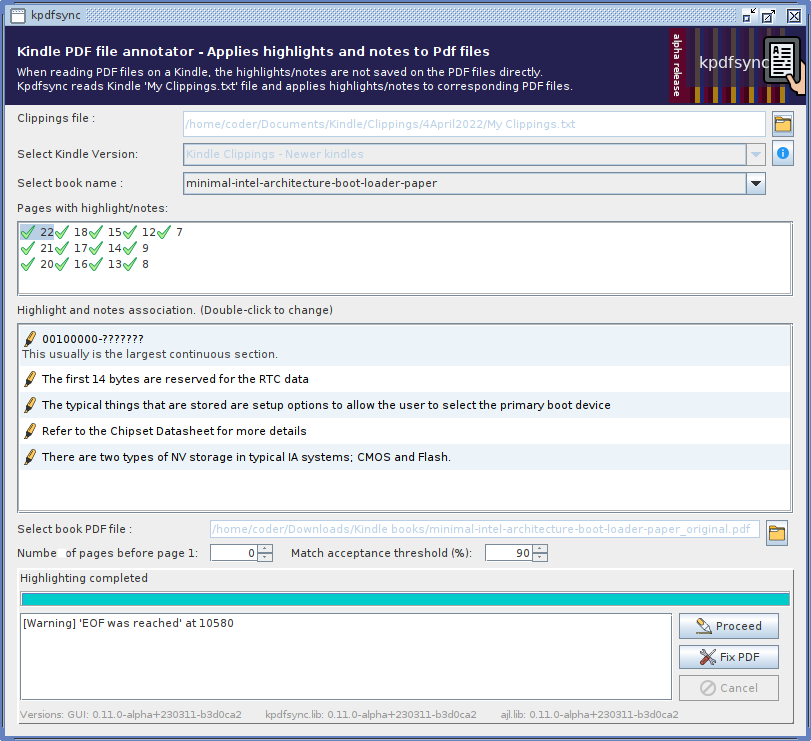 kpdfsync
Kindle PDF file annotator - Applies highlights and notes to Pdf files
When reading PDF files on a Kindle, the highlights/notes are not saved on the PDF files directly.
Kpdfsync reads Kindle 'My Clippings.txt' file and applies highlights/notes to corresponding PDF files.
alpha release
kpdfsync
Clippings file :
/home/coder/Documents/Kindle/Clippings/4April2022/My Clippings.txt
Select Kindle Version:
Kindle Clippings - Newer kindles
Select book name :
minimal-intel-architecture-boot-loader-paper
Pages with highlight/notes:
22 18 15 12 7
21 17 14 9
20 16 13 8
Highlight and notes association. (Double-click to change)
00100000-???????
This usually is the largest continuous section.
The first 14 bytes are reserved for the RTC data
The typical things that are stored are setup options to allow the user to select the primary boot device
Refer to the Chipset Datasheet for more details
There are two types of NV storage in typical IA systems; CMOS and Flash.
Select book PDF file :
/home/coder/Downloads/Kindle books/minimal-intel-architecture-boot-loader-paper_original.pdf
Numbe of pages before page 1: 0 Match acceptance threshold (%): 90
Highlighting completed
[Warning] 'EOF was reached' at 10580
Proceed
Fix PDF
Cancel
Versions: GUI: 0.11.0-alpha+230311-b3d0ca2 kpdfsync.lib: 0.11.0-alpha+230311-b3d0ca2 ajl.lib: 0.11.0-alpha+230311-b3d0ca2